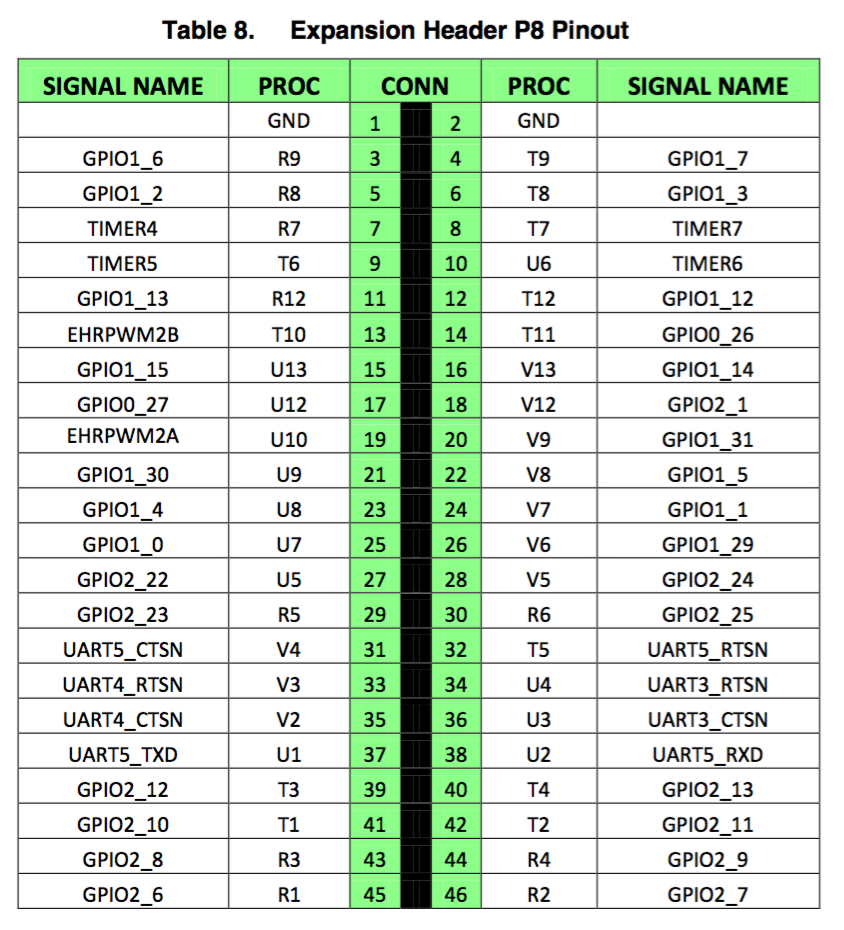 Table 8. Expansion Header P8 Pinout
SIGNAL NAME PROC CONN PROC SIGNAL NAME
GND 1 2 GND
GPIO1_6 R9 3 4 T9 GPIO1_7
GPIO1_2 R8 5 6 T8 GPIO1_3
TIMER4 R7 7 8 T7 TIMER7
TIMER5 T6 9 10 U6 TIMER6
GPIO1_13 R12 11 12 T12 GPIO1_12
EHRPWM2B T10 13 14 T11 GPIO0_26
GPIO1_15 U13 15 16 V13 GPIO1_14
GPIO0_27 U12 17 18 V12 GPIO2_1
EHRPWM2A U10 19 20 V9 GPIO1_31
GPIO1_30 U9 21 22 V8 GPIO1_5
GPIO1_4 U8 23 24 V7 GPIO1_1
GPIO1_0 U7 25 26 V6 GPIO1_29
GPIO2_22 U5 27 28 V5 GPIO2_24
GPIO2_23 R5 29 30 R6 GPIO2_25
UART5_CTSN V4 31 32 T5 UART5_RTSN
UART4_RTSN V3 33 34 U4 UART3_RTSN
UART4_CTSN V2 35 36 U3 UART3_CTSN
UART5_TXD U1 37 38 U2 UART5_RXD
GPIO2_12 T3 39 40 T4 GPIO2_13
GPIO2_10 T1 41 42 T2 GPIO2_11
GPIO2_8 R3 43 44 R4 GPIO2_9
GPIO2_6 R1 45 46 R2 GPIO2_7